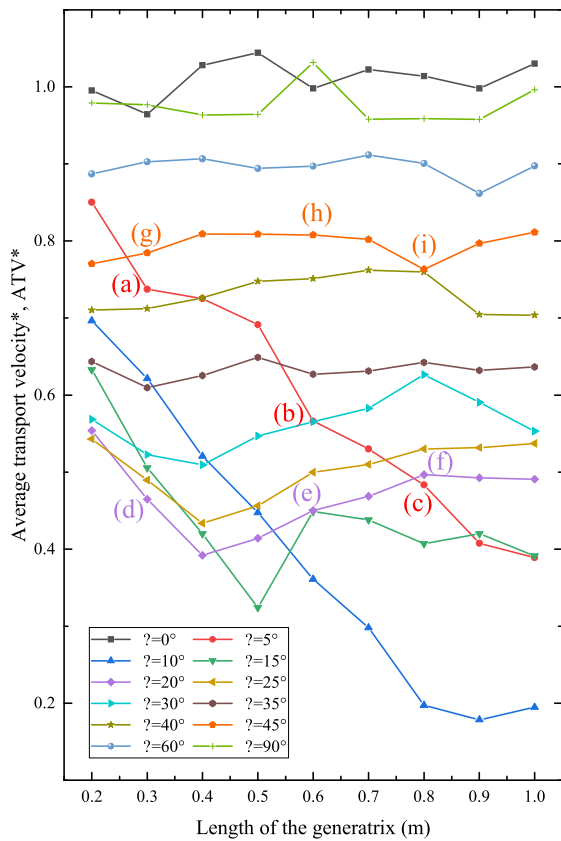 Average transport velocity*, ATV*
1.0
0.8
0.6
0.4
0.2
(a)
(b)
(c)
(d)
(e)
(f)
(g)
(h)
(i)
?=0° ?=5°
?=10° ?=15°
?=20° ?=25°
?=30° ?=35°
?=40° ?=45°
?=60° ?=90°
0.2 0.3 0.4 0.5 0.6 0.7 0.8 0.9 1.0
Length of the generatrix (m)